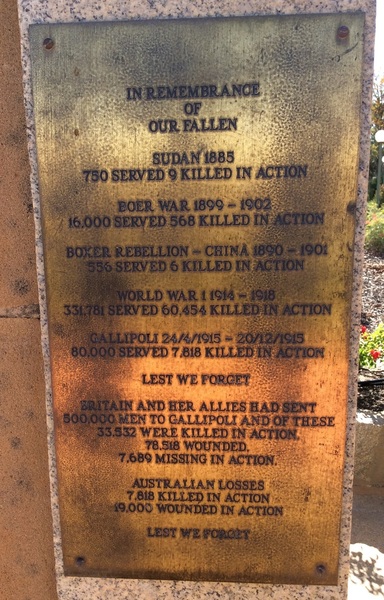 IN REMEMBRANCE
OF
OUR FALLEN
SUDAN 1885
750 SERVED 9 KILLED IN ACTION
BOER WAR 1899 – 1902
16,000 SERVED 568 KILLED IN ACTION
BOXER REBELLION – CHINA 1890 – 1901
556 SERVED 6 KILLED IN ACTION
WORLD WAR 1 1914 – 1918
331,781 SERVED 60,454 KILLED IN ACTION
GALLIPOLI 24/4/1915 – 20/12/1915
80,000 SERVED 7,818 KILLED IN ACTION
LEST WE FORGET
BRITAIN AND HER ALLIES HAD SENT
500,000 MEN TO GALLIPOLI AND OF THESE
33,532 WERE KILLED IN ACTION,
78,518 WOUNDED,
7,689 MISSING IN ACTION.
AUSTRALIAN LOSSES
7,818 KILLED IN ACTION
19,000 WOUNDED IN ACTION
LEST WE FORGET